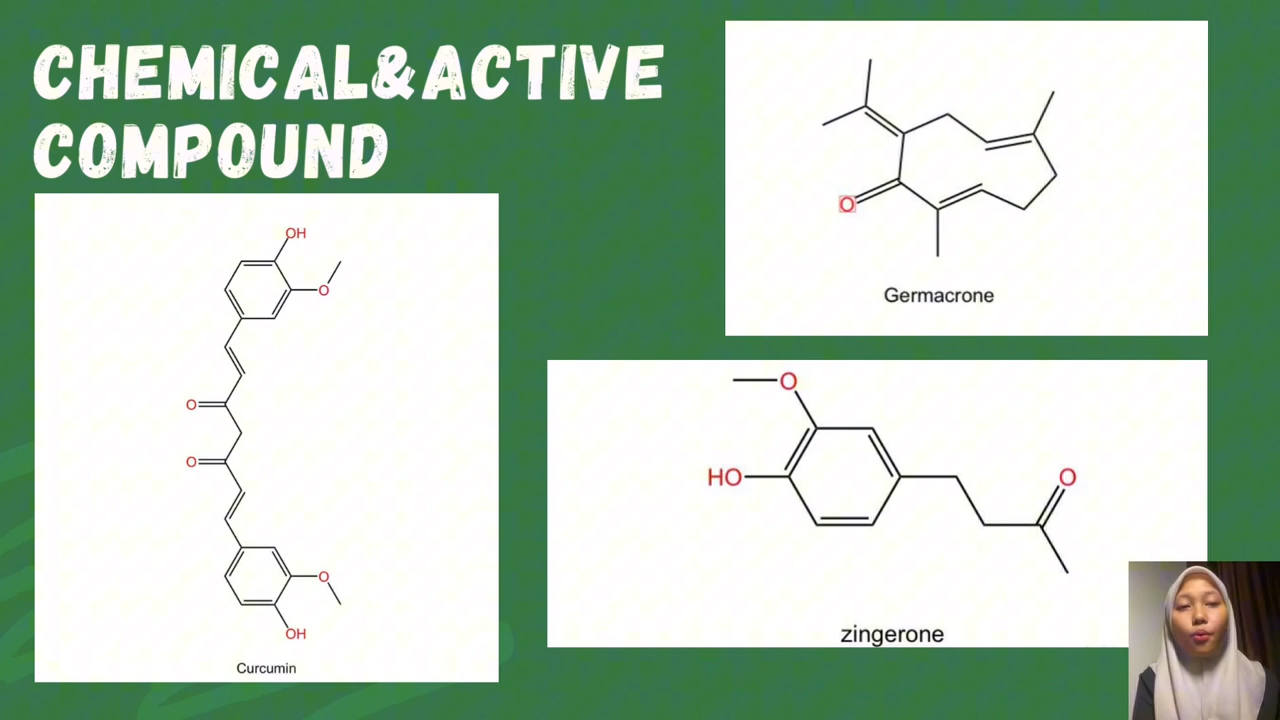 CHEMICAL&ACTIVE
COMPOUND
OH
O
O
O
O
OH
Curcumin
O
Germacrone
O
HO
O
zingerone